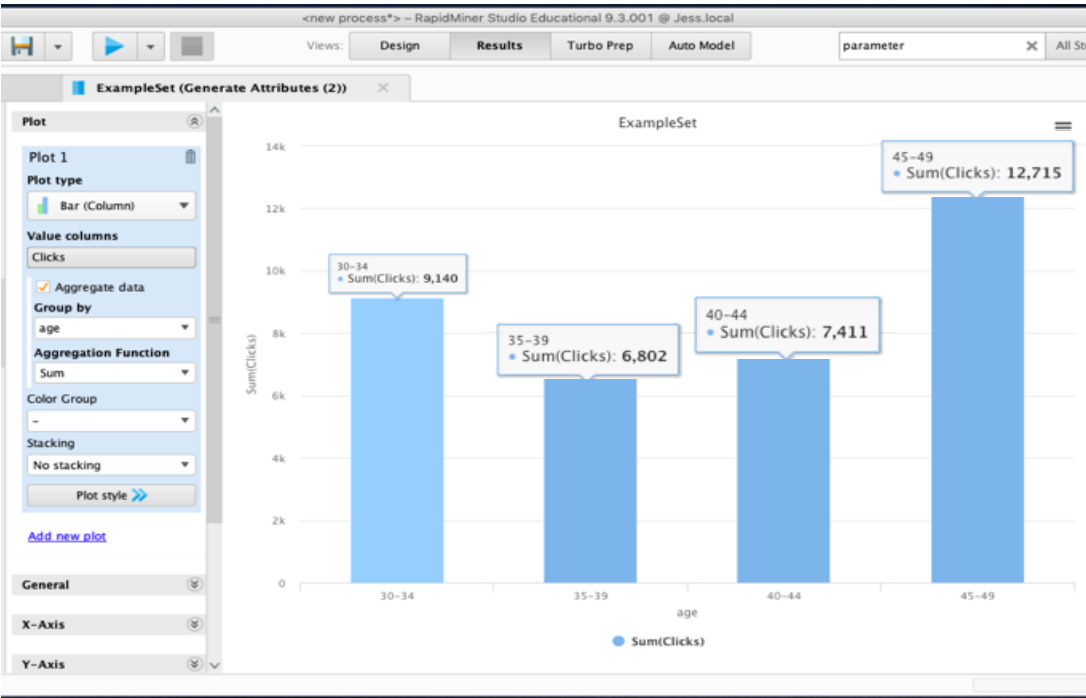 <new process*> – RapidMiner Studio Educational 9.3.001 @ Jess.local
Views: Design Results Turbo Prep Auto Model parameter All
ExampleSet (Generate Attributes (2))
Plot
Plot 1
Plot type
Bar (Column)
Value columns
Clicks
Aggregate data
Group by
age
Aggregation Function
Sum
Color Group
–
Stacking
No stacking
Plot style
Add new plot
General
X-Axis
Y-Axis
ExampleSet
14k
12k
10k
8k
6k
4k
2k
0
Sum(Clicks)
30–34
• Sum(Clicks): 9,140
35–39
• Sum(Clicks): 6,802
40–44
• Sum(Clicks): 7,411
45–49
• Sum(Clicks): 12,715
30–34 35–39 40–44 45–49
age
Sum(Clicks)